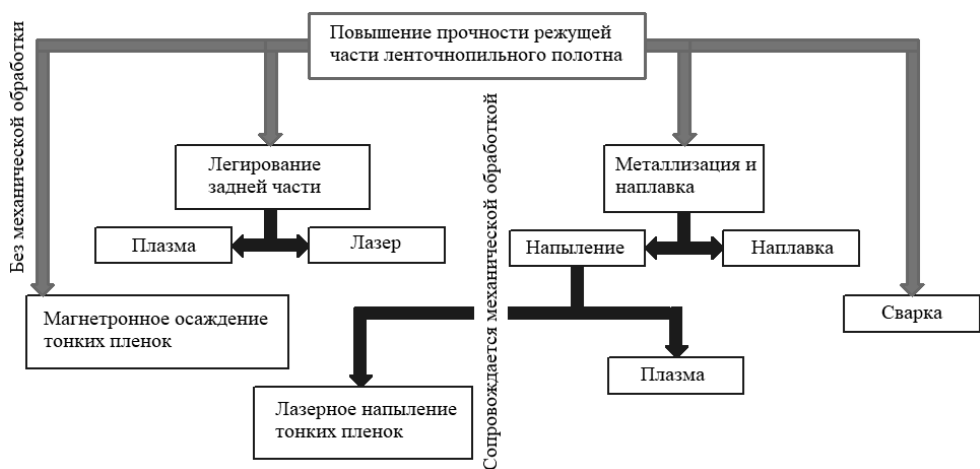 Повышение прочности режущей
части ленточнопильного полотна
Без механической обработки
Сопровождается механической обработкой
Легирование
задней части
Металлизация и
наплавка
Плазма
Лазер
Напыление
Наплавка
Магнетронное осаждение
тонких пленок
Сварка
Плазма
Лазерное напыление
тонких пленок